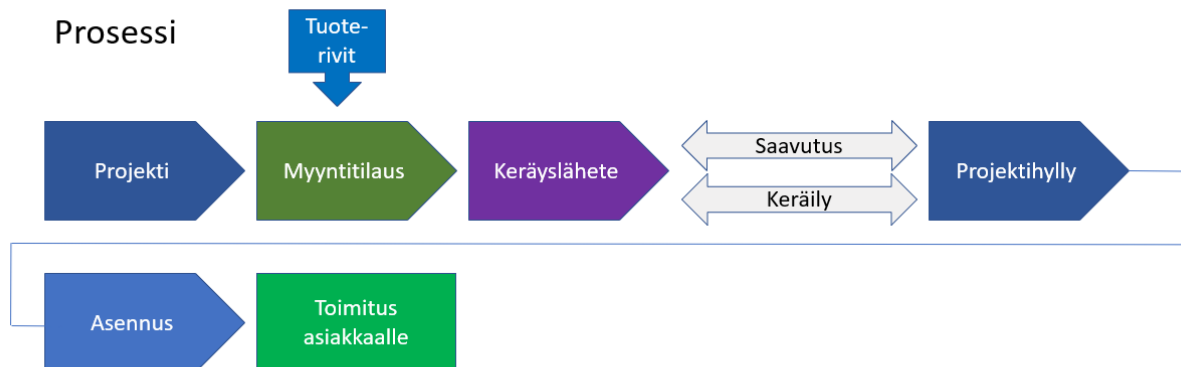 Prosessi
Tuote-
rivit
Projekti
Myyntitilaus
Keräyslähete
Saavutus
Keräily
Projektihylly
Asennus
Toimitus
asiakkaalle